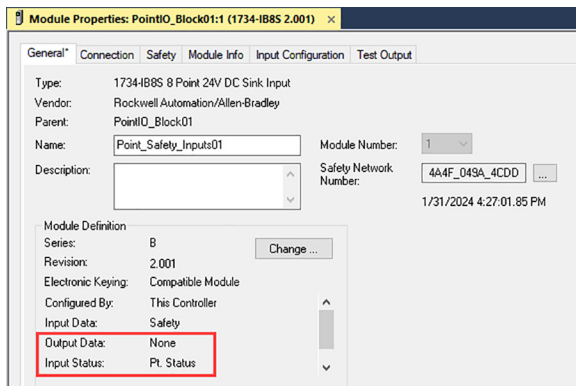 Module Properties: PointIO_Block01:1 (1734-IB8S 2.001) ×
General* Connection Safety Module Info Input Configuration Test Output
Type: 1734-IB8S 8 Point 24V DC Sink Input
Vendor: Rockwell Automation/Allen-Bradley
Parent: PointIO_Block01
Name: Point_Safety_Inputs01 Module Number: 1
Description: Safety Network Number: 4A4F_049A_4CDD ...
1/31/2024 4:27:01.85 PM
Module Definition
Series: B Change ...
Revision: 2.001
Electronic Keying: Compatible Module
Configured By: This Controller
Input Data: Safety
Output Data: None
Input Status: Pt. Status